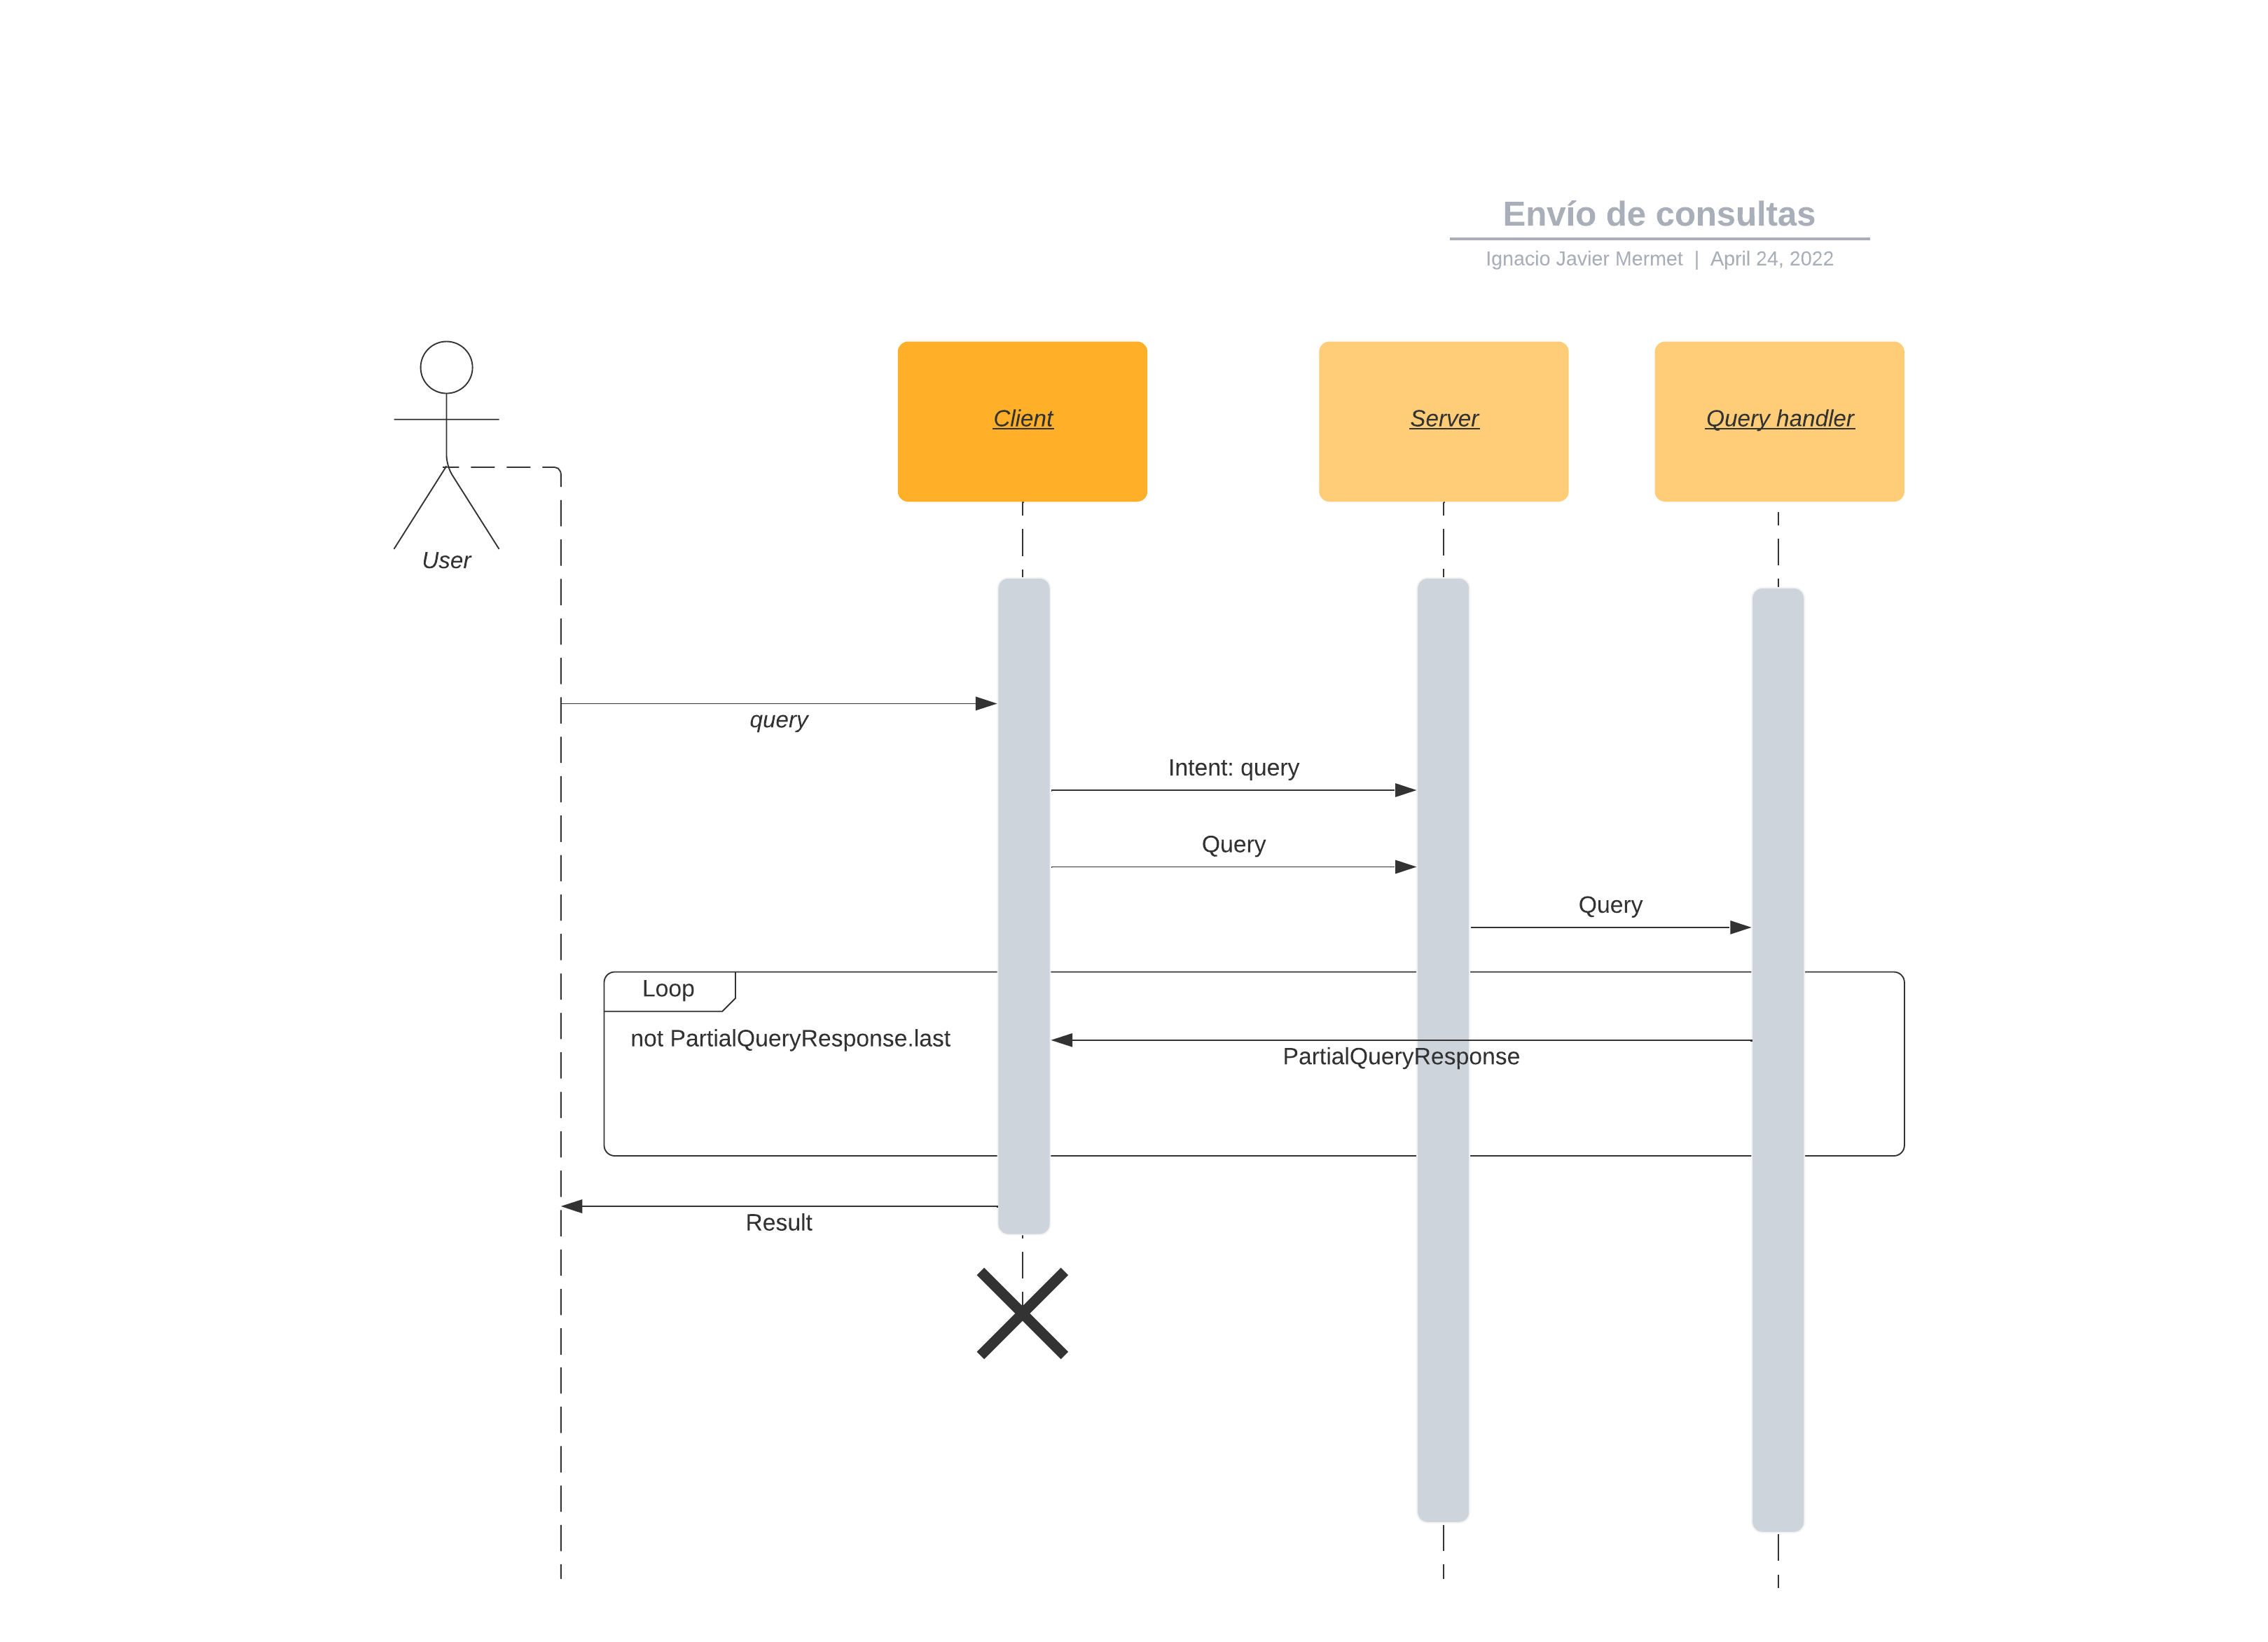 Envío de consultas
Ignacio Javier Mermet | April 24, 2022
User
Client
Server
Query handler
query
Intent: query
Query
Query
Loop
not PartialQueryResponse.last
PartialQueryResponse
Result